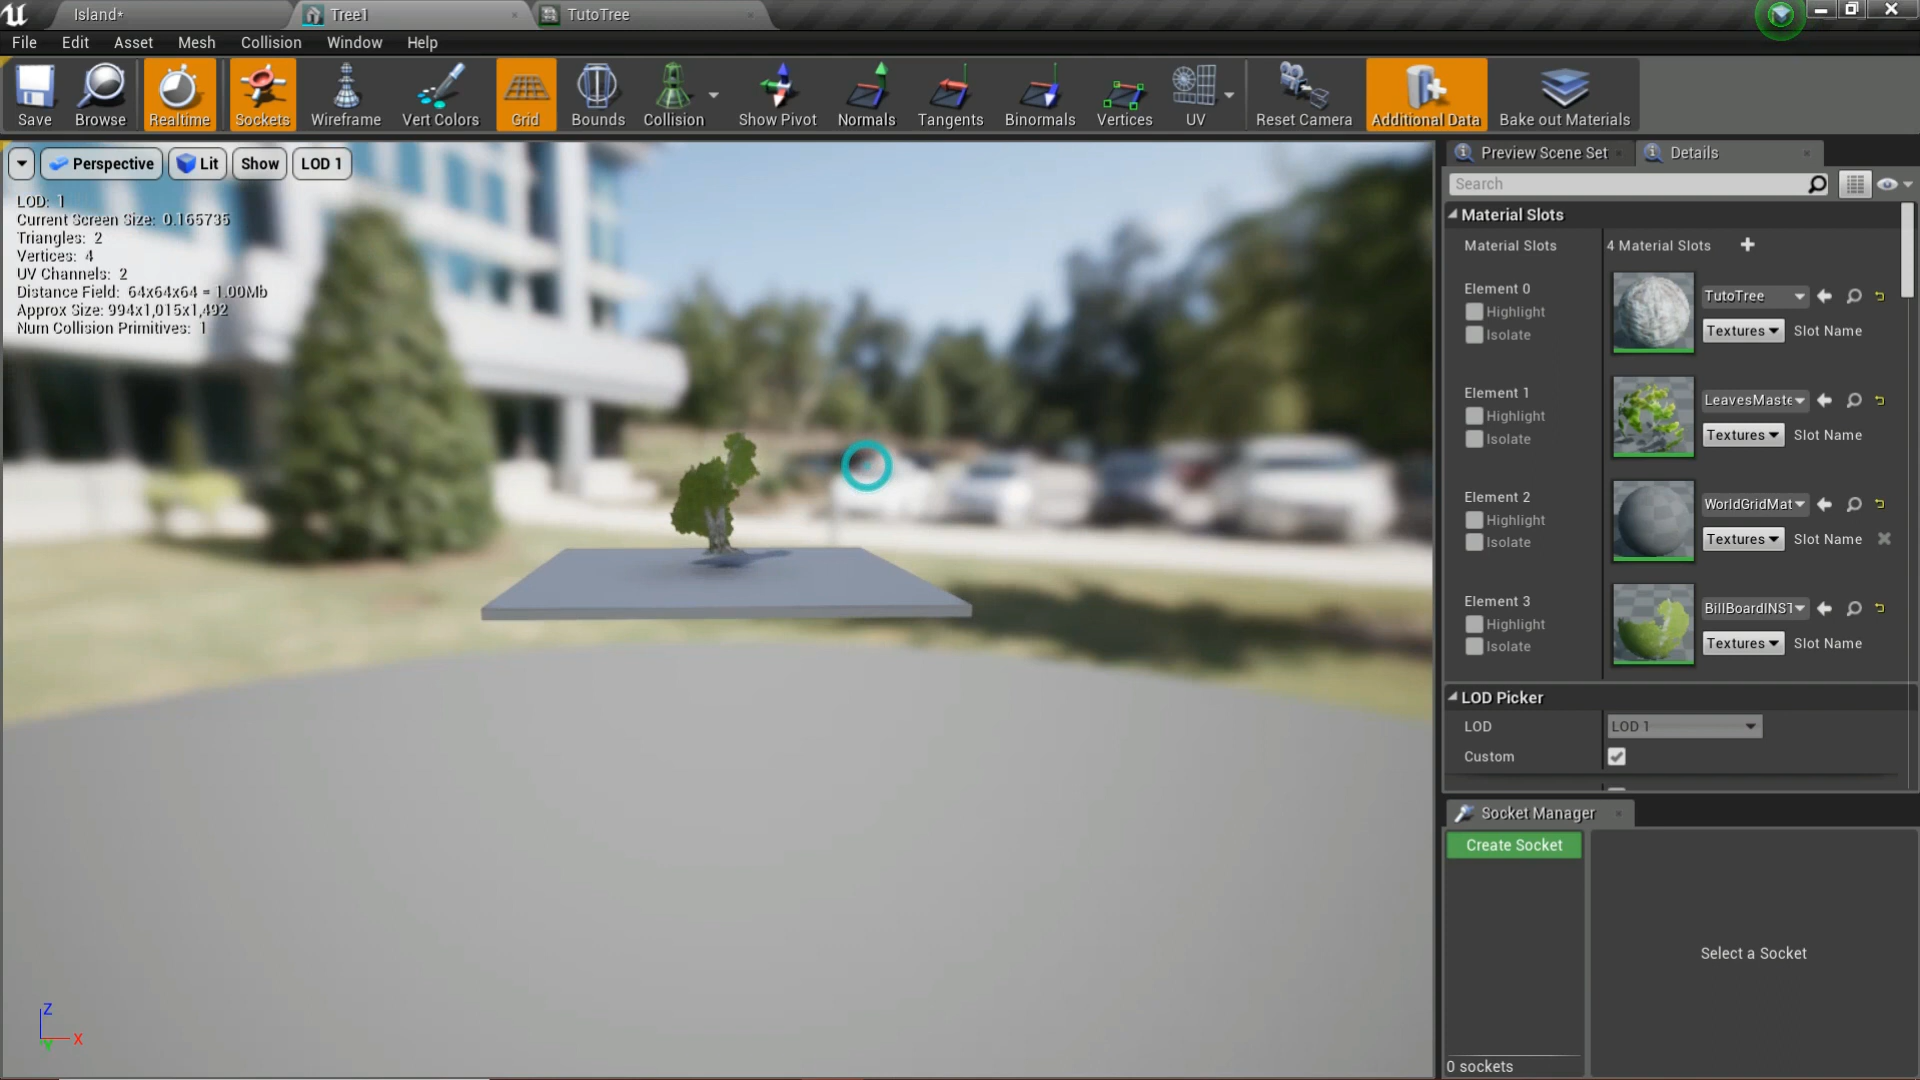 Island*
Tree1
TutoTree
File Edit Asset Mesh Collision Window Help
Save Browse Realtime Sockets Wireframe Vert Colors Grid Bounds Collision Show Pivot Normals Tangents Binormals Vertices UV Reset Camera Additional Data Bake out Materials
Perspective Lit Show LOD 1
LOD: 1
Current Screen Size: 0.165735
Triangles: 2
Vertices: 4
UV Channels: 2
Distance Field: 64x64x64 = 1.00Mb
Approx Size: 994x1,015x1,492
Num Collision Primitives: 1
Z
X
Y
Preview Scene Set Details
Search
Material Slots
Material Slots 4 Material Slots
Element 0
Highlight
Isolate
TutoTree
Textures Slot Name
Element 1
Highlight
Isolate
LeavesMaste
Textures Slot Name
Element 2
Highlight
Isolate
WorldGridMat
Textures Slot Name
Element 3
Highlight
Isolate
BillBoardINST
Textures Slot Name
LOD Picker
LOD LOD 1
Custom
Socket Manager
Create Socket
Select a Socket
0 sockets